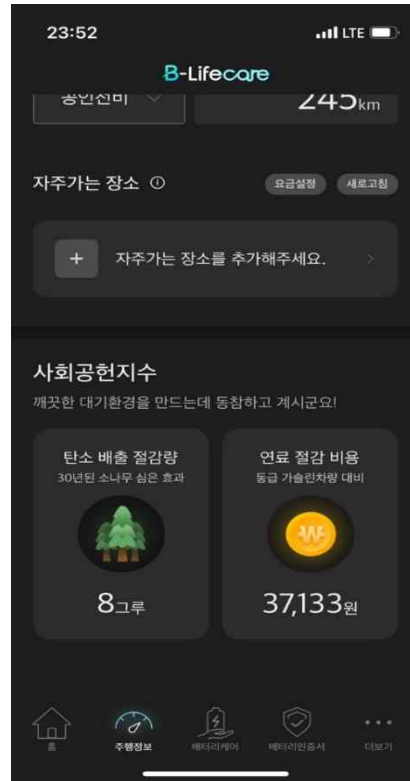 23:52
LTE
B-Lifecare
공인전비
245km
자주가는 장소
요금설정
새로고침
+ 자주가는 장소를 추가해주세요. >
사회공헌지수
깨끗한 대기환경을 만드는데 동참하고 계시군요!
탄소 배출 절감량
30년된 소나무 심은 효과
8그루
연료 절감 비용
동급 가솔린차량 대비
₩
37,133원
홈
주행정보
배터리케어
배터리인증서
더보기